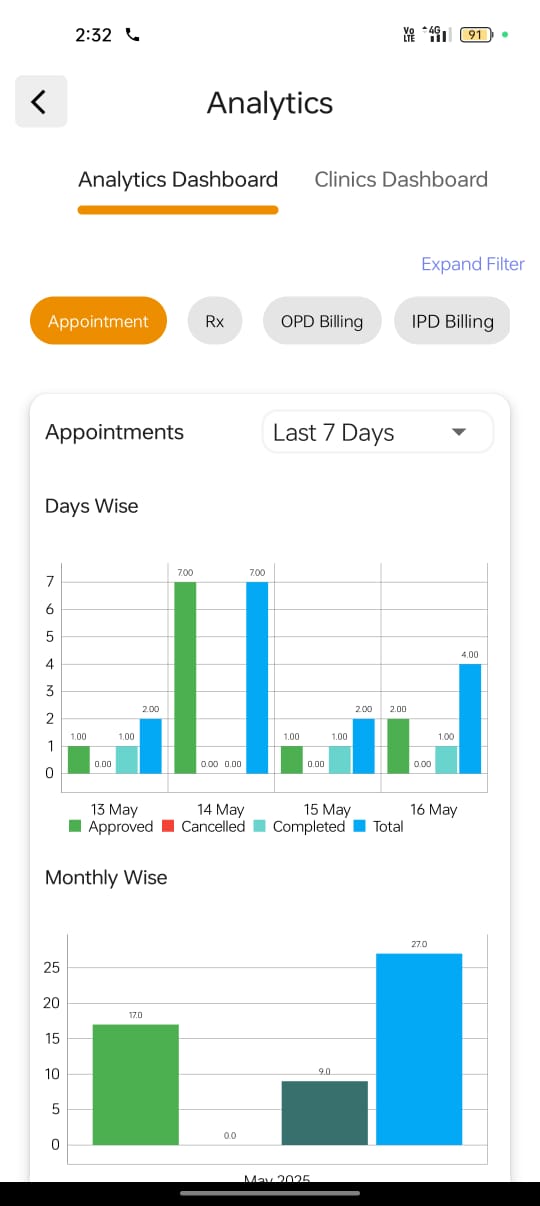 2:32
Vo LTE 4G 91
Analytics
Analytics Dashboard Clinics Dashboard
Expand Filter
Appointment Rx OPD Billing IPD Billing
Appointments Last 7 Days
Days Wise
7.00 7.00
7
6
5
4.00
4
3
2.00 2.00 2.00
2
1.00 1.00 1.00 1.00 1.00
1
0.00 0.00 0.00 0.00 0.00
0
13 May 14 May 15 May 16 May
Approved Cancelled Completed Total
Monthly Wise
27.0
25
20
17.0
15
10
9.0
5
0.0
0
May 2025